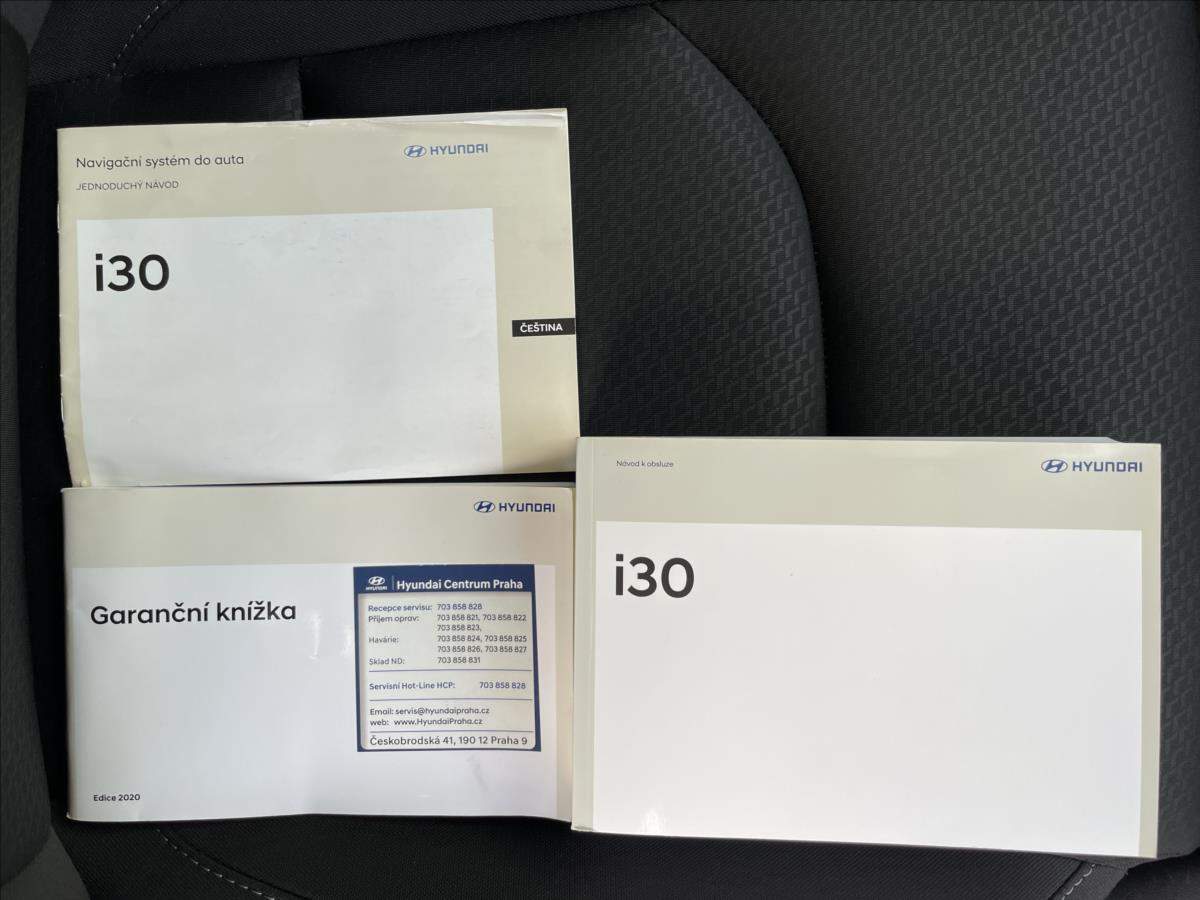 Navigační systém do auta
JEDNODUCHÝ NÁVOD
HYUNDAI
i30
ČEŠTINA
HYUNDAI
Garanční knížka
HYUNDAI
Hyundai Centrum Praha
Recepce servisu: 703 858 828
Příjem oprav: 703 858 821, 703 858 822
703 858 823,
Havárie: 703 858 824, 703 858 825
703 858 826, 703 858 827
Sklad ND: 703 858 831
Servisní Hot-Line HCP: 703 858 828
Email: servis@hyundaipraha.cz
web: www.HyundaiPraha.cz
Českobrodská 41, 190 12 Praha 9
Edice 2020
Návod k obsluze
HYUNDAI
i30